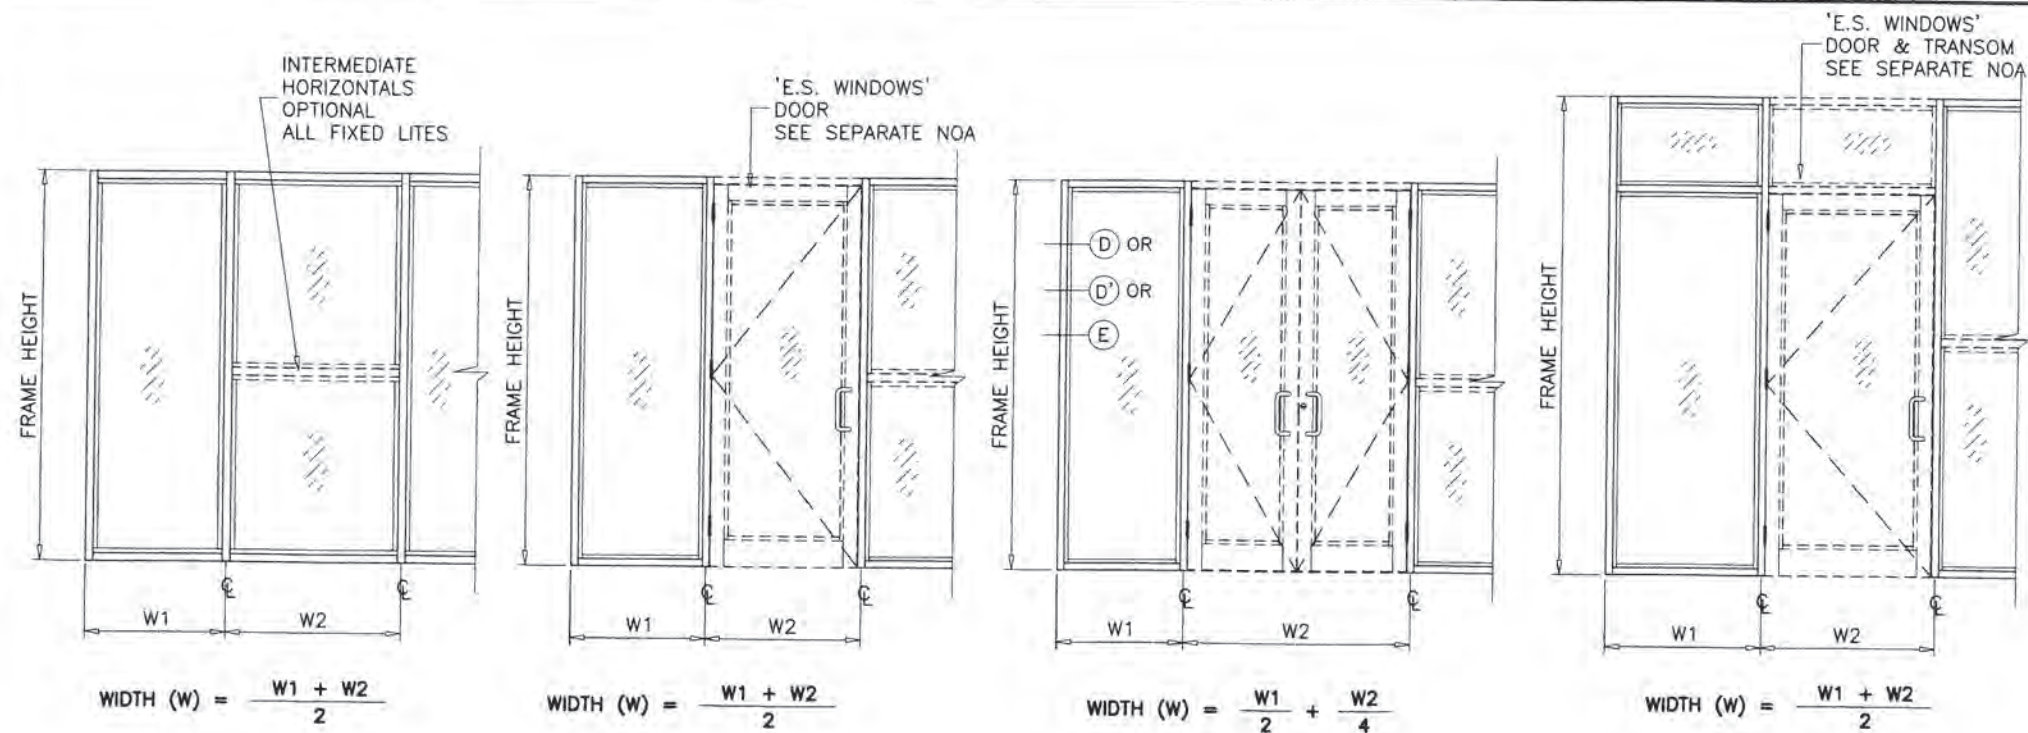 INTERMEDIATE
HORIZONTALS
OPTIONAL
ALL FIXED LITES
FRAME HEIGHT
℄
℄
W1
W2
WIDTH (W) = W1 + W2 / 2
'E.S. WINDOWS'
DOOR
SEE SEPARATE NOA
FRAME HEIGHT
℄
℄
W1
W2
WIDTH (W) = W1 + W2 / 2
FRAME HEIGHT
D OR
D' OR
E
℄
℄
W1
W2
WIDTH (W) = W1 / 2 + W2 / 4
'E.S. WINDOWS'
DOOR & TRANSOM
SEE SEPARATE NOA
FRAME HEIGHT
℄
℄
W1
W2
WIDTH (W) = W1 + W2 / 2